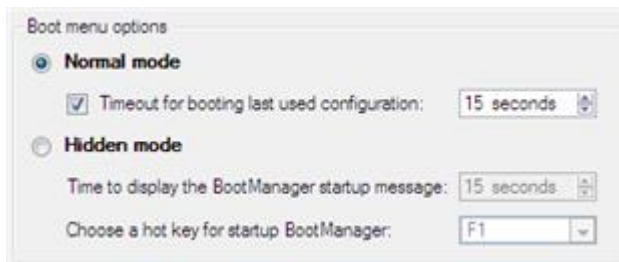 Boot menu options
Normal mode
Timeout for booting last used configuration: 15 seconds
Hidden mode
Time to display the BootManager startup message: 15 seconds
Choose a hot key for startup BootManager: F1